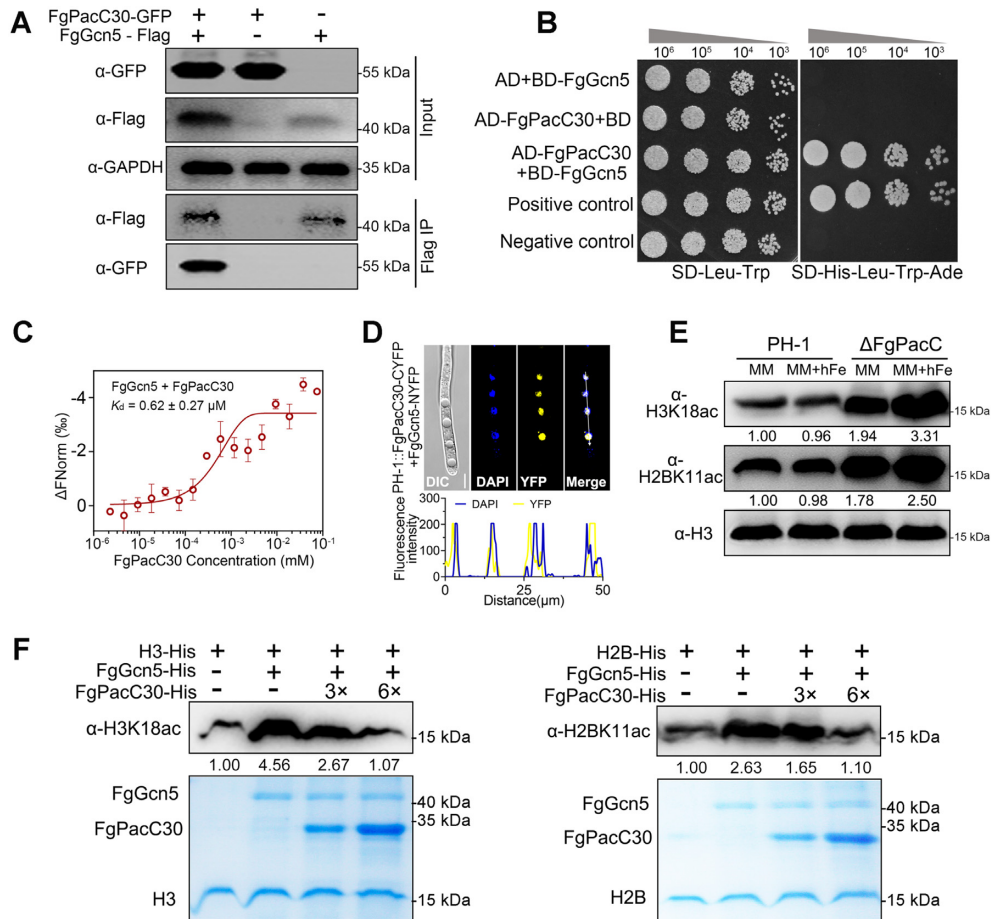 A
FgPacC30-GFP + + -
FgGcn5 - Flag + - +
α-GFP
-55 kDa
α-Flag
-40 kDa
α-GAPDH
-35 kDa
Input
α-Flag
-40 kDa
α-GFP
-55 kDa
Flag IP
B
10⁶ 10⁵ 10⁴ 10³ 10⁶ 10⁵ 10⁴ 10³
AD+BD-FgGcn5
AD-FgPacC30+BD
AD-FgPacC30
+BD-FgGcn5
Positive control
Negative control
SD-Leu-Trp SD-His-Leu-Trp-Ade
C
FgGcn5 + FgPacC30
Kd = 0.62 ± 0.27 μM
ΔFNorm (‰)
-4
-2
0
10⁻⁶ 10⁻⁵ 10⁻⁴ 10⁻³ 10⁻² 10⁻¹
FgPacC30 Concentration (mM)
D
PH-1::FgPacC30-CYFP
+FgGcn5-NYFP
DIC DAPI YFP Merge
DAPI YFP
Fluorescence
intensity
300
200
100
0
0 25 50
Distance(μm)
E
PH-1 ΔFgPacC
MM MM+hFe MM MM+hFe
α-
H3K18ac
-15 kDa
1.00 0.96 1.94 3.31
α-
H2BK11ac
-15 kDa
1.00 0.98 1.78 2.50
α-H3
-15 kDa
F
H3-His + + + +
FgGcn5-His - + + +
FgPacC30-His - - 3× 6×
α-H3K18ac
-15 kDa
1.00 4.56 2.67 1.07
FgGcn5
-40 kDa
FgPacC30
-35 kDa
H3
-15 kDa
H2B-His + + + +
FgGcn5-His - + + +
FgPacC30-His - - 3× 6×
α-H2BK11ac
-15 kDa
1.00 2.63 1.65 1.10
FgGcn5
-40 kDa
-35 kDa
FgPacC30
H2B
-15 kDa